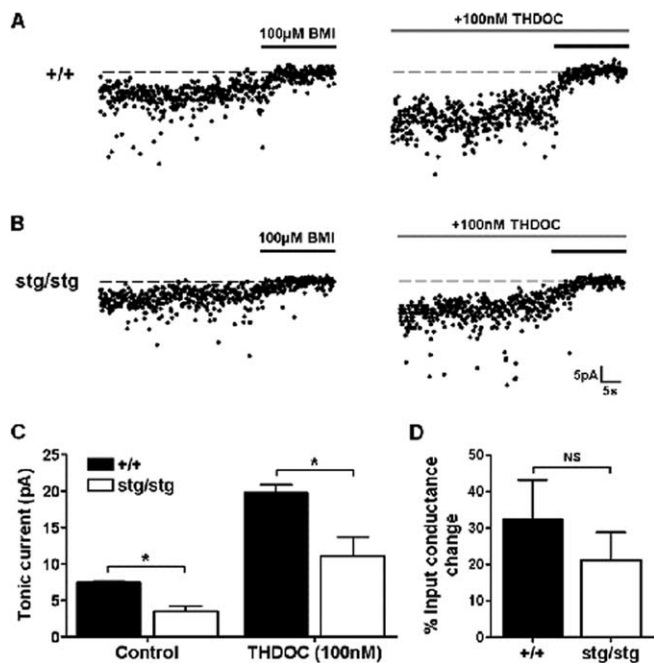 A
+100nM THDOC
100µM BMI
+/+
B
+100nM THDOC
100µM BMI
stg/stg
5pA
5s
C
D
Tonic current (pA)
25
20
15
10
5
0
+/+
stg/stg
*
*
Control
THDOC (100nM)
% Input conductance
change
50
40
30
20
10
0
NS
+/+
stg/stg